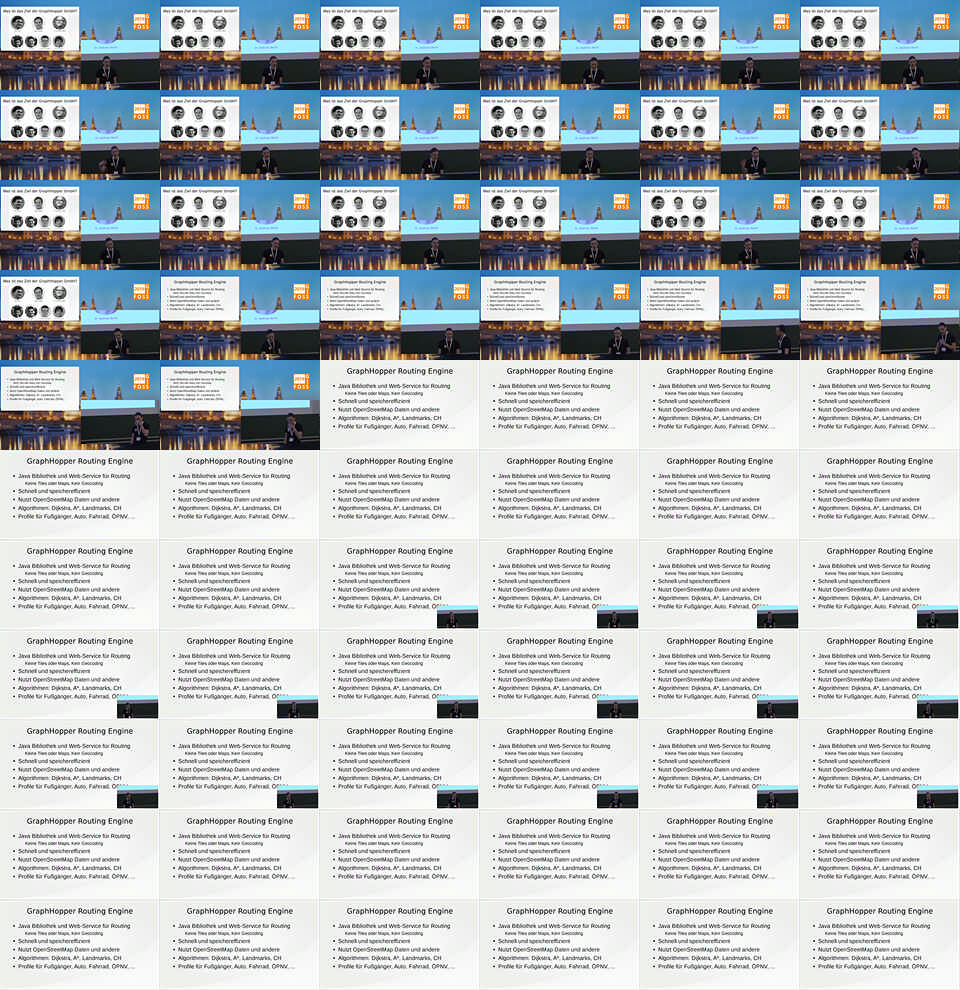 Was ist das Ziel der GraphHopper GmbH?
2019
FOSS
GraphHopper Routing Engine
• Java Bibliothek und Web-Service für Routing
Keine Tiles oder Maps, Kein Geocoding
• Schnell und speichereffizient
• Nutzt OpenStreetMap Daten und andere
• Algorithmen: Dijkstra, A*, Landmarks, CH
• Profile für Fußgänger, Auto, Fahrrad, ÖPNV, ...